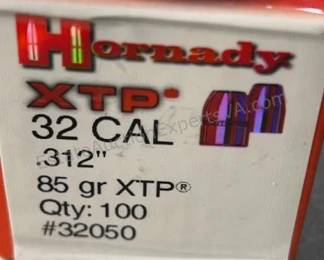 Hornady
XTP®
32 CAL
.312"
85 gr XTP®
Qty: 100
#32050